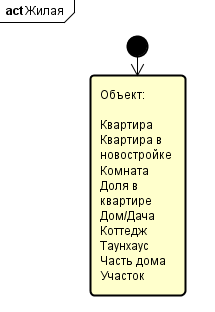 act Жилая
Объект:
Квартира
Квартира в
новостройке
Комната
Доля в
квартире
Дом/Дача
Коттедж
Таунхаус
Часть дома
Участок